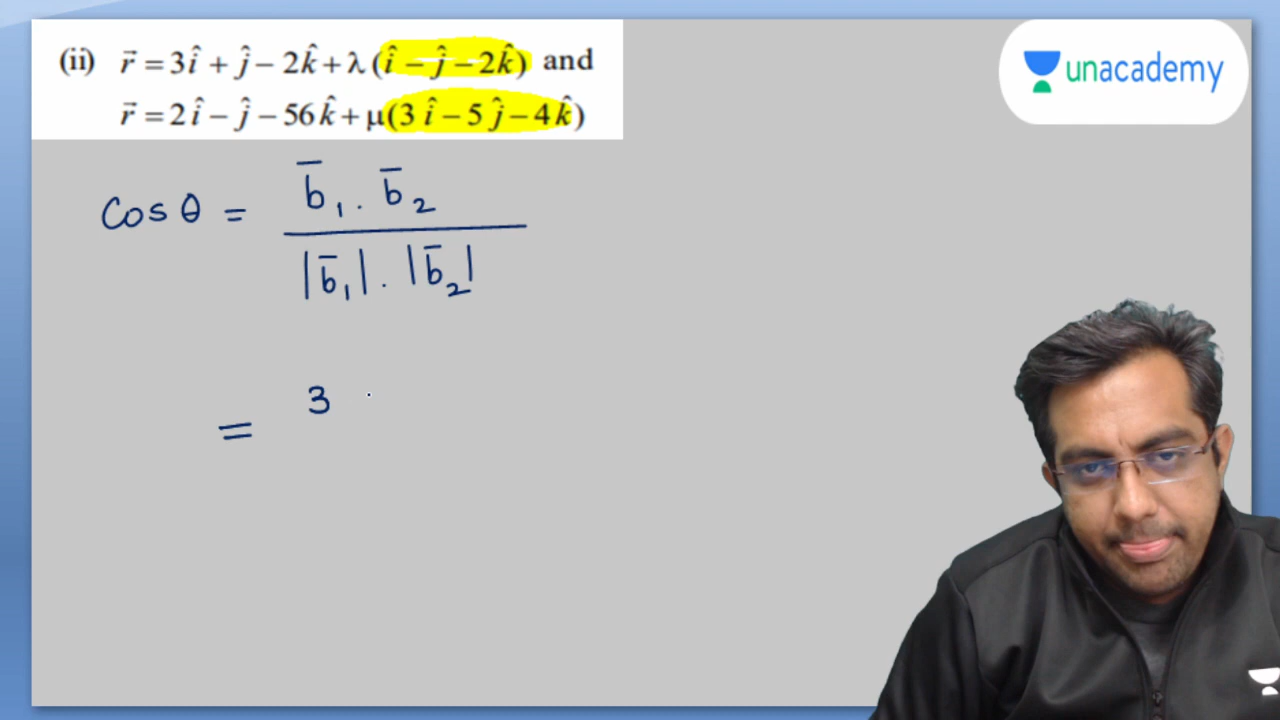 (ii) r⃗ = 3î + ĵ − 2k̂ + λ(î − ĵ − 2k̂) and
r⃗ = 2î − ĵ − 56k̂ + μ(3î − 5ĵ − 4k̂)
unacademy
Cos θ = b̄₁ . b̄₂
|b̄₁| . |b̄₂|
= 3